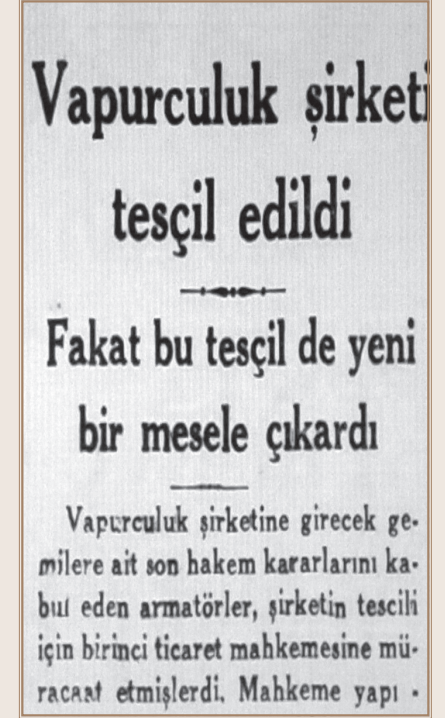 Vapurculuk şirketi
tesçil edildi
Fakat bu tesçil de yeni
bir mesele çıkardı
Vapurculuk şirketine girecek ge-
milere ait son hakem kararlarını ka-
bul eden armatörler, şirketin tescili
için birinci ticaret mahkemesine mü-
racaat etmişlerdi. Mahkeme yapı -